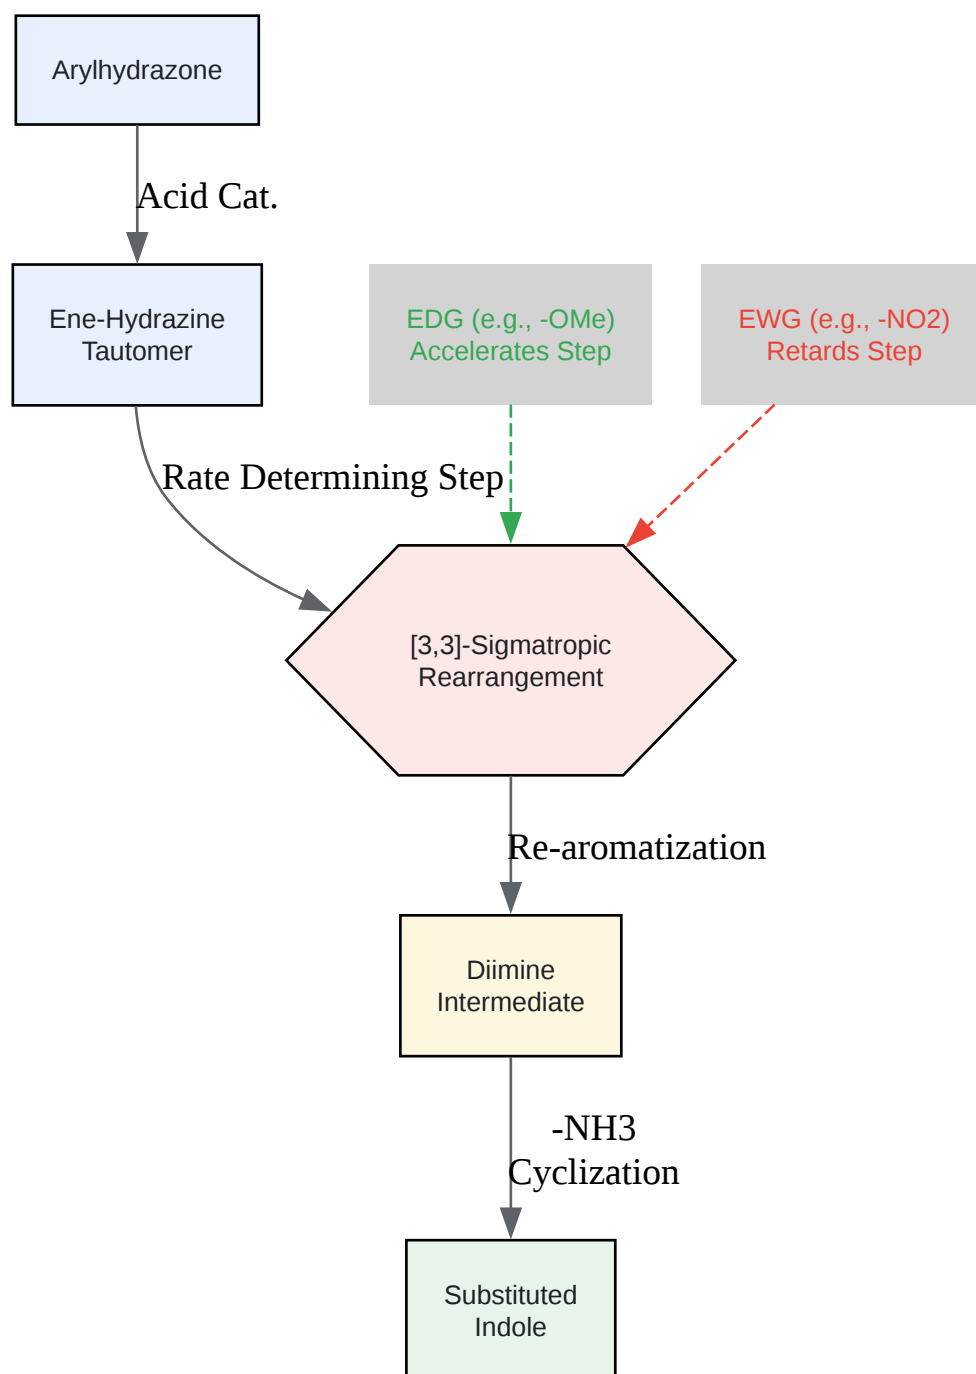 Arylhydrazone
Acid Cat.
Ene-Hydrazine
Tautomer
EDG (e.g., -OMe)
Accelerates Step
EWG (e.g., -NO2)
Retards Step
Rate Determining Step
[3,3]-Sigmatropic
Rearrangement
Re-aromatization
Diimine
Intermediate
-NH3
Cyclization
Substituted
Indole